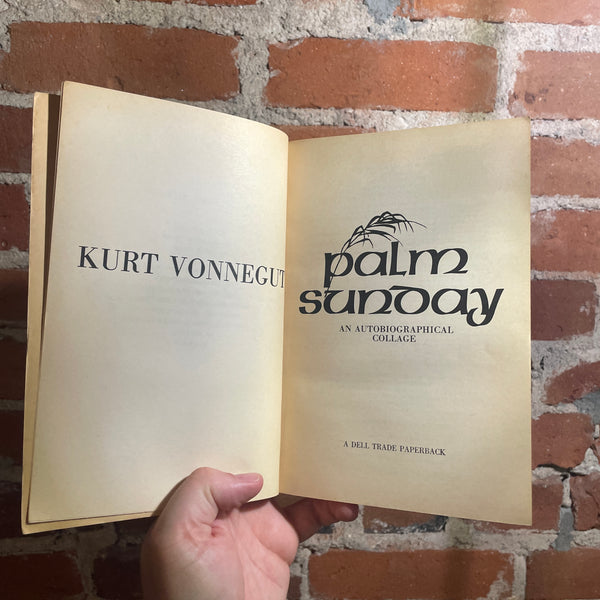 KURT VONNEGUT
palm
sunday
AN AUTOBIOGRAPHICAL
COLLAGE
A DELL TRADE PAPERBACK